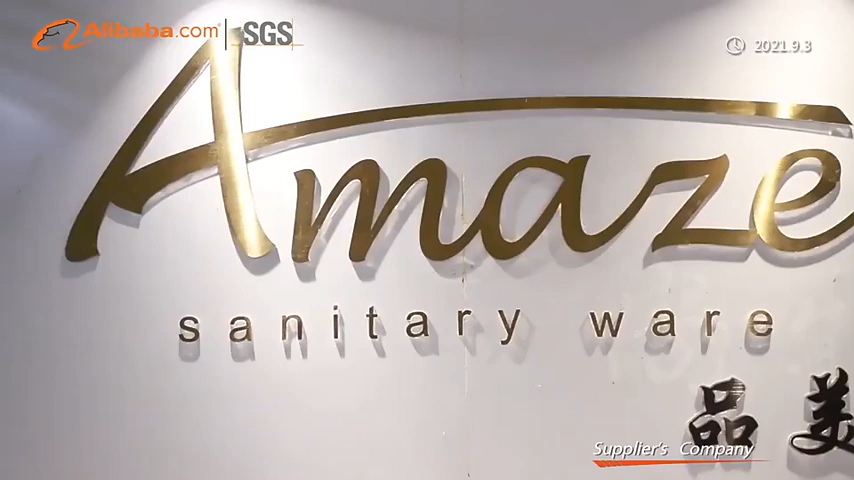 Alibaba.com | SGS
2021.9.3
Amaze
sanitary ware
品 美
Supplier's Company